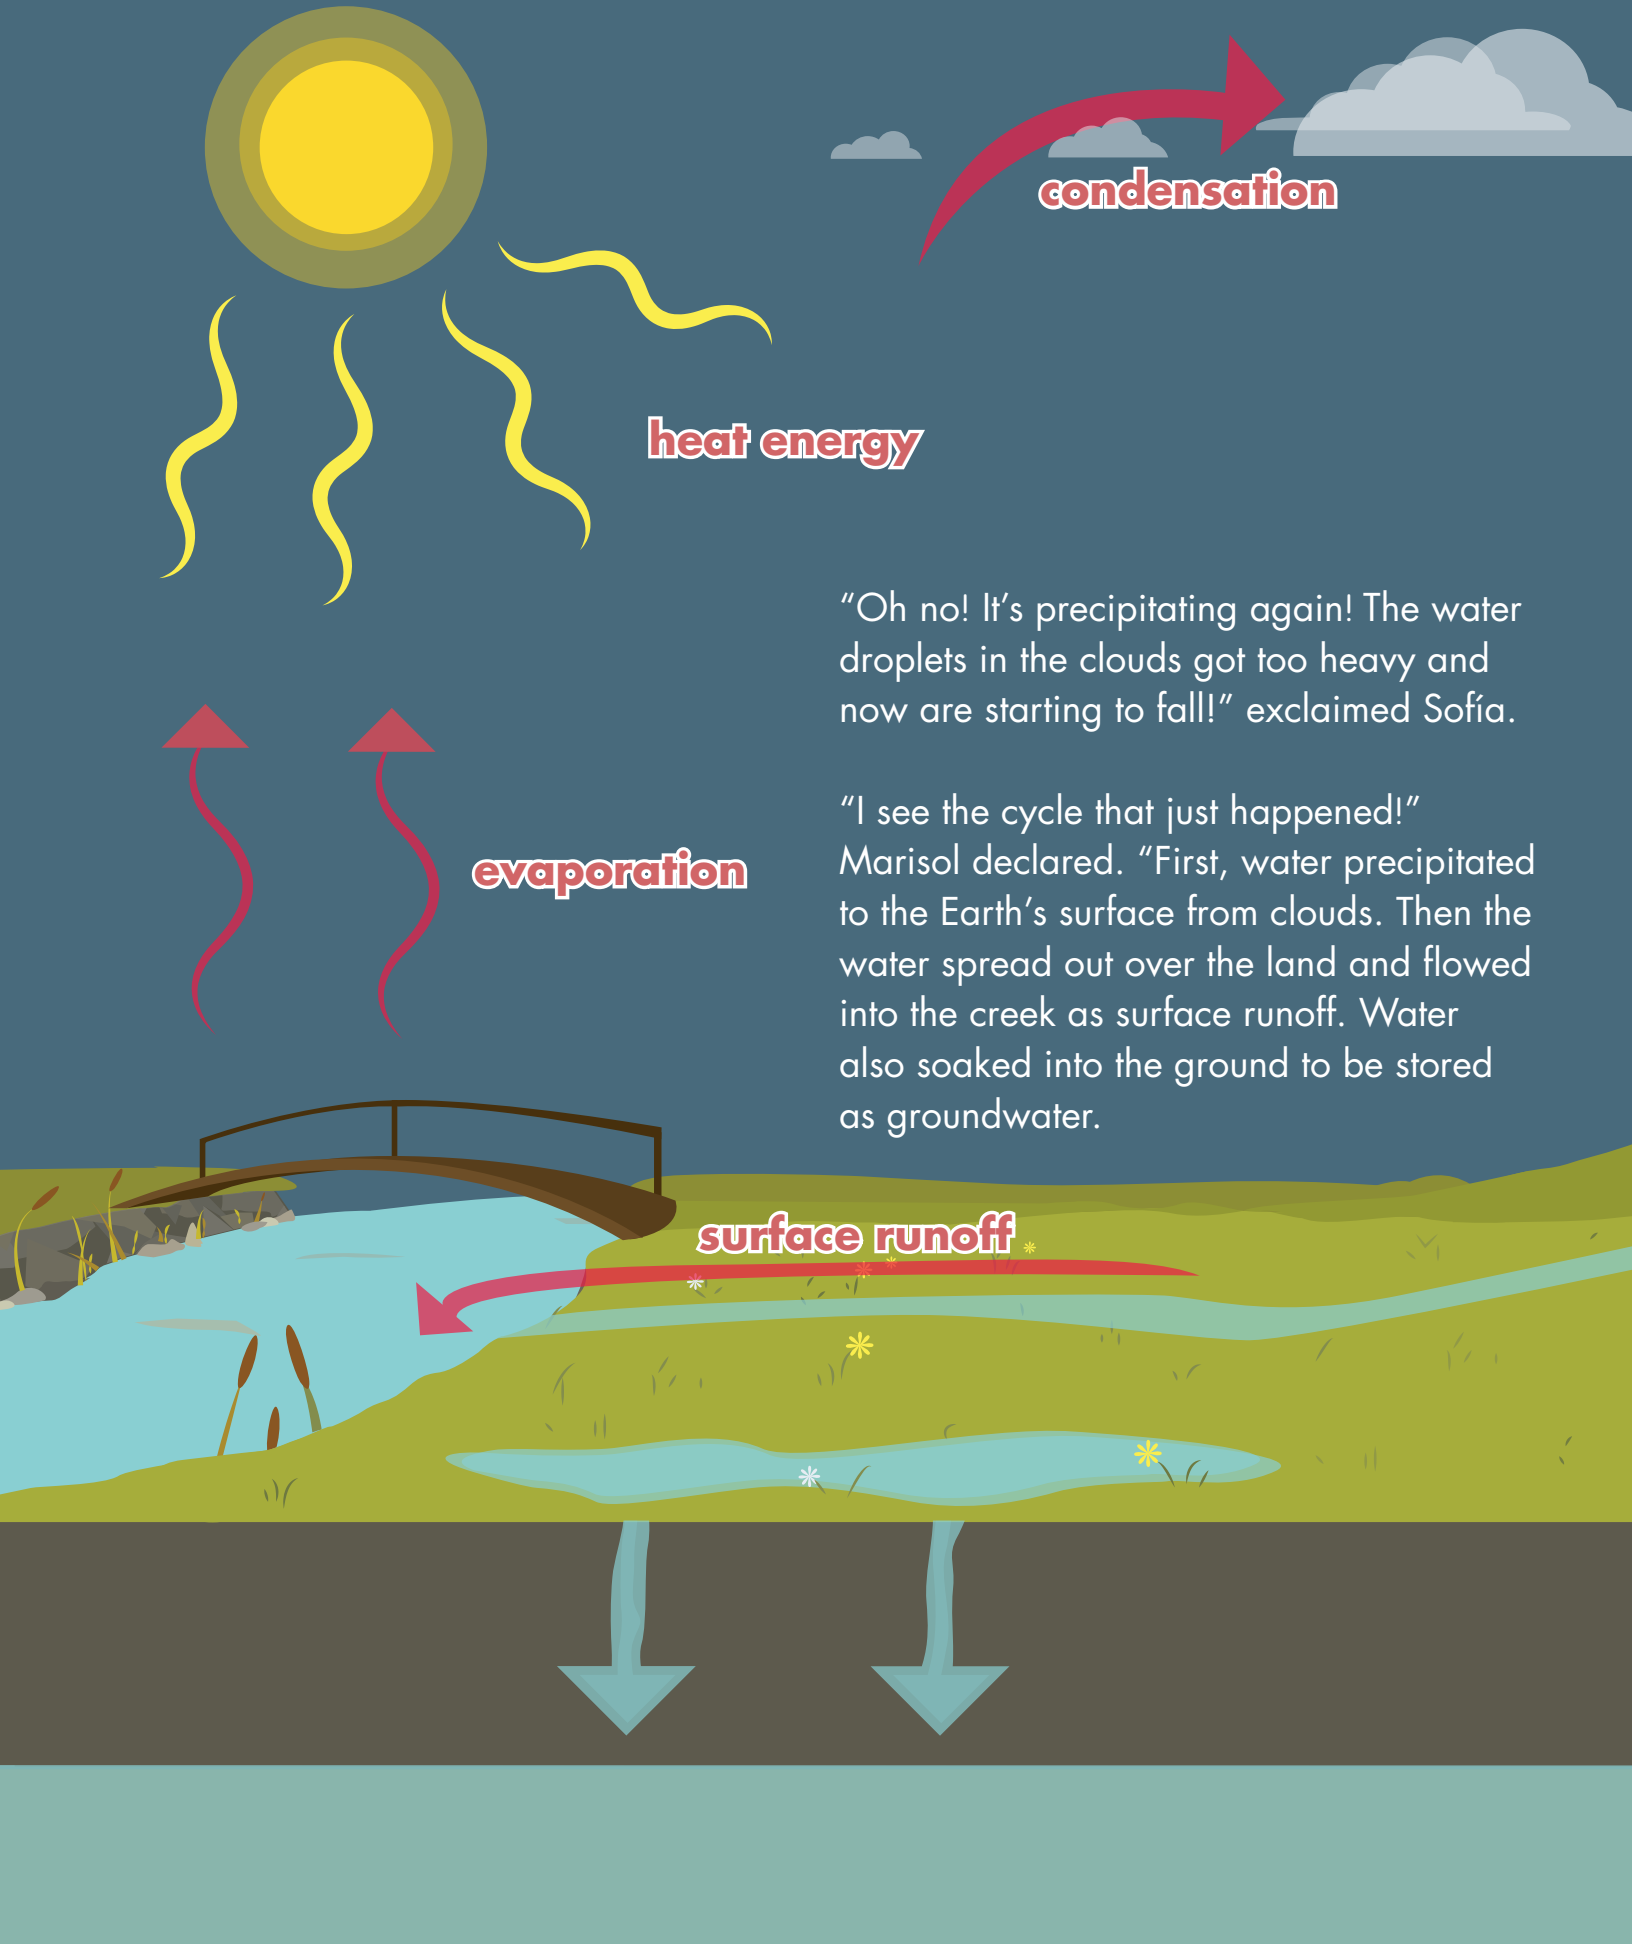 condensation
heat energy
“Oh no! It’s precipitating again! The water
droplets in the clouds got too heavy and
now are starting to fall!” exclaimed Sofía.
“I see the cycle that just happened!”
Marisol declared. “First, water precipitated
to the Earth’s surface from clouds. Then the
water spread out over the land and flowed
into the creek as surface runoff. Water
also soaked into the ground to be stored
as groundwater.
evaporation
surface runoff